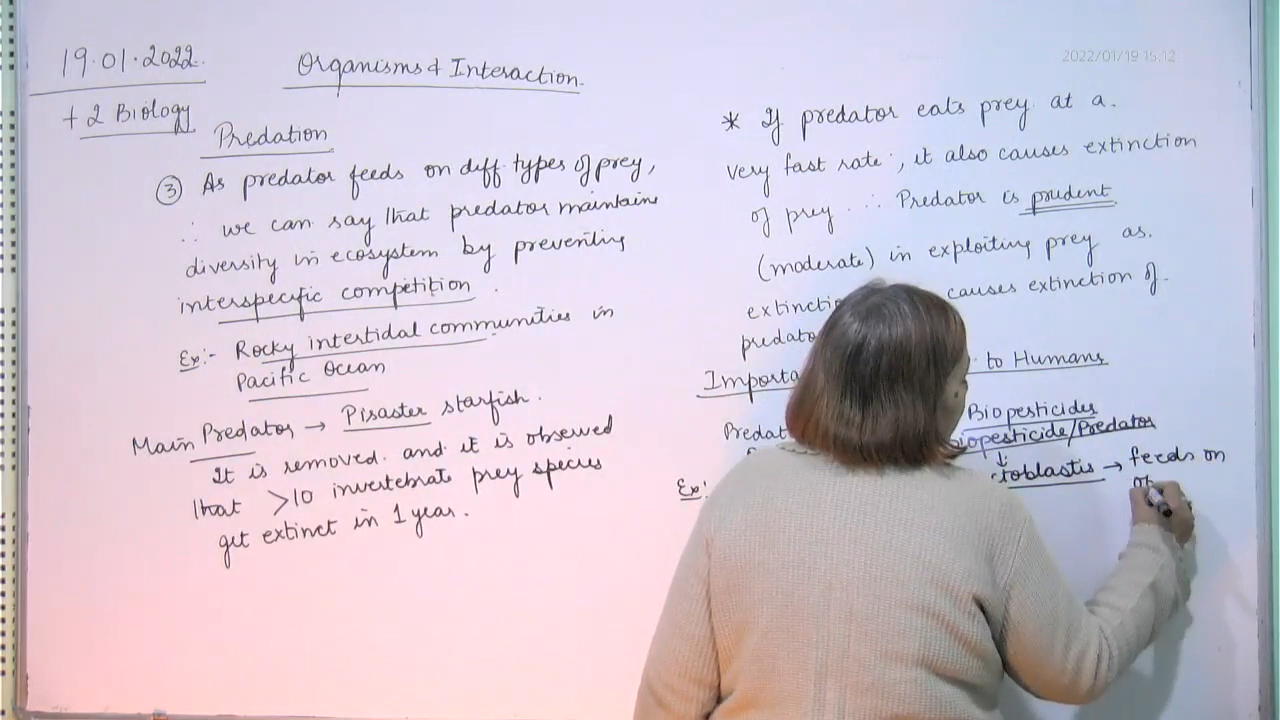 2022/01/19 15:12
19.01.2022.
Organisms & Interaction.
+2 Biology
Predation
③ As predator feeds on diff types of prey,
∴ we can say that predator maintains
diversity in ecosystem by preventing
interspecific competition.
Ex:- Rocky intertidal communities in
Pacific Ocean
Main Predator → Pisaster starfish.
It is removed. and it is observed
that >10 invertebrate prey species
get extinct in 1 year.
* If predator eats prey at a.
very fast rate, it also causes extinction
of prey. ∴ Predator is prudent
(moderate) in exploiting prey as.
causes extinction of.
to Humans
Biopesticides
iopesticide/Predator
↓
ctoblastis → feeds on
Ex: